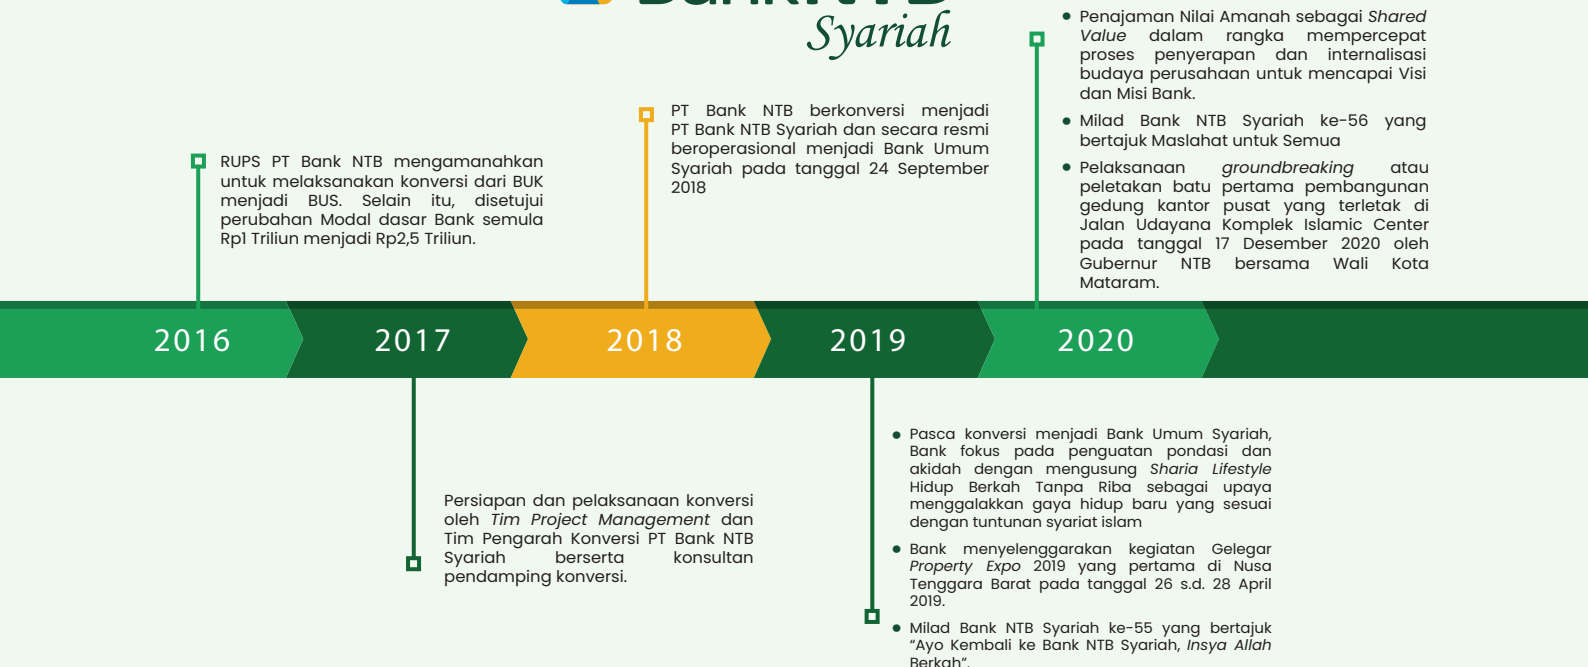 Bank NTB
Syariah
RUPS PT Bank NTB mengamanahkan
untuk melaksanakan konversi dari BUK
menjadi BUS. Selain itu, disetujui
perubahan Modal dasar Bank semula
Rp1 Triliun menjadi Rp2,5 Triliun.
PT Bank NTB berkonversi menjadi
PT Bank NTB Syariah dan secara resmi
beroperasional menjadi Bank Umum
Syariah pada tanggal 24 September
2018
• Penajaman Nilai Amanah sebagai Shared
Value dalam rangka mempercepat
proses penyerapan dan internalisasi
budaya perusahaan untuk mencapai Visi
dan Misi Bank.
• Milad Bank NTB Syariah ke-56 yang
bertajuk Maslahat untuk Semua
• Pelaksanaan groundbreaking atau
peletakan batu pertama pembangunan
gedung kantor pusat yang terletak di
Jalan Udayana Komplek Islamic Center
pada tanggal 17 Desember 2020 oleh
Gubernur NTB bersama Wali Kota
Mataram.
2016
2017
2018
2019
2020
Persiapan dan pelaksanaan konversi
oleh Tim Project Management dan
Tim Pengarah Konversi PT Bank NTB
Syariah berserta konsultan
pendamping konversi.
• Pasca konversi menjadi Bank Umum Syariah,
Bank fokus pada penguatan pondasi dan
akidah dengan mengusung Sharia Lifestyle
Hidup Berkah Tanpa Riba sebagai upaya
menggalakkan gaya hidup baru yang sesuai
dengan tuntunan syariat islam
• Bank menyelenggarakan kegiatan Gelegar
Property Expo 2019 yang pertama di Nusa
Tenggara Barat pada tanggal 26 s.d. 28 April
2019.
• Milad Bank NTB Syariah ke-55 yang bertajuk
“Ayo Kembali ke Bank NTB Syariah, Insya Allah
Berkah”.